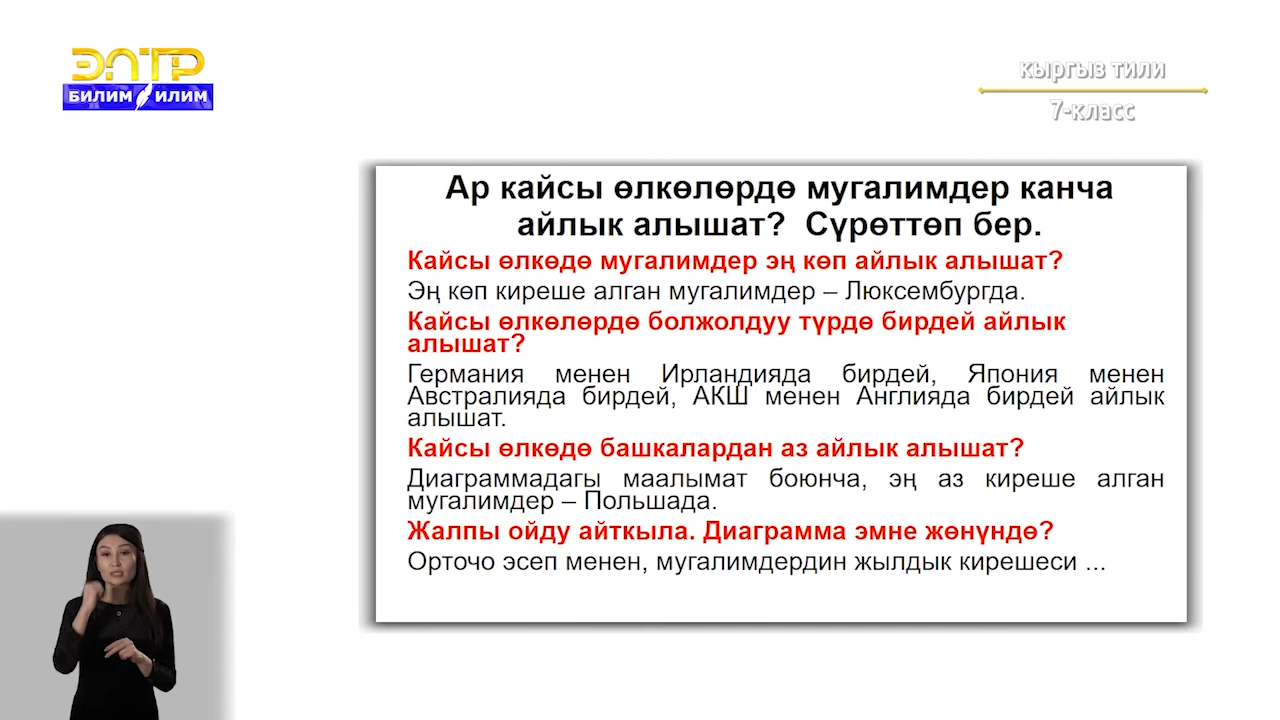 ЭЛТР
БИЛИМ ИЛИМ
кыргыз тили
7-класс
Ар кайсы өлкөлөрдө мугалимдер канча
айлык алышат? Сүрөттөп бер.
Кайсы өлкөдө мугалимдер эң көп айлык алышат?
Эң көп киреше алган мугалимдер – Люксембургда.
Кайсы өлкөлөрдө болжолдуу түрдө бирдей айлык
алышат?
Германия менен Ирландияда бирдей, Япония менен
Австралияда бирдей, АКШ менен Англияда бирдей айлык
алышат.
Кайсы өлкөдө башкалардан аз айлык алышат?
Диаграммадагы маалымат боюнча, эң аз киреше алган
мугалимдер – Польшада.
Жалпы ойду айткыла. Диаграмма эмне жөнүндө?
Орточо эсеп менен, мугалимдердин жылдык кирешеси ...